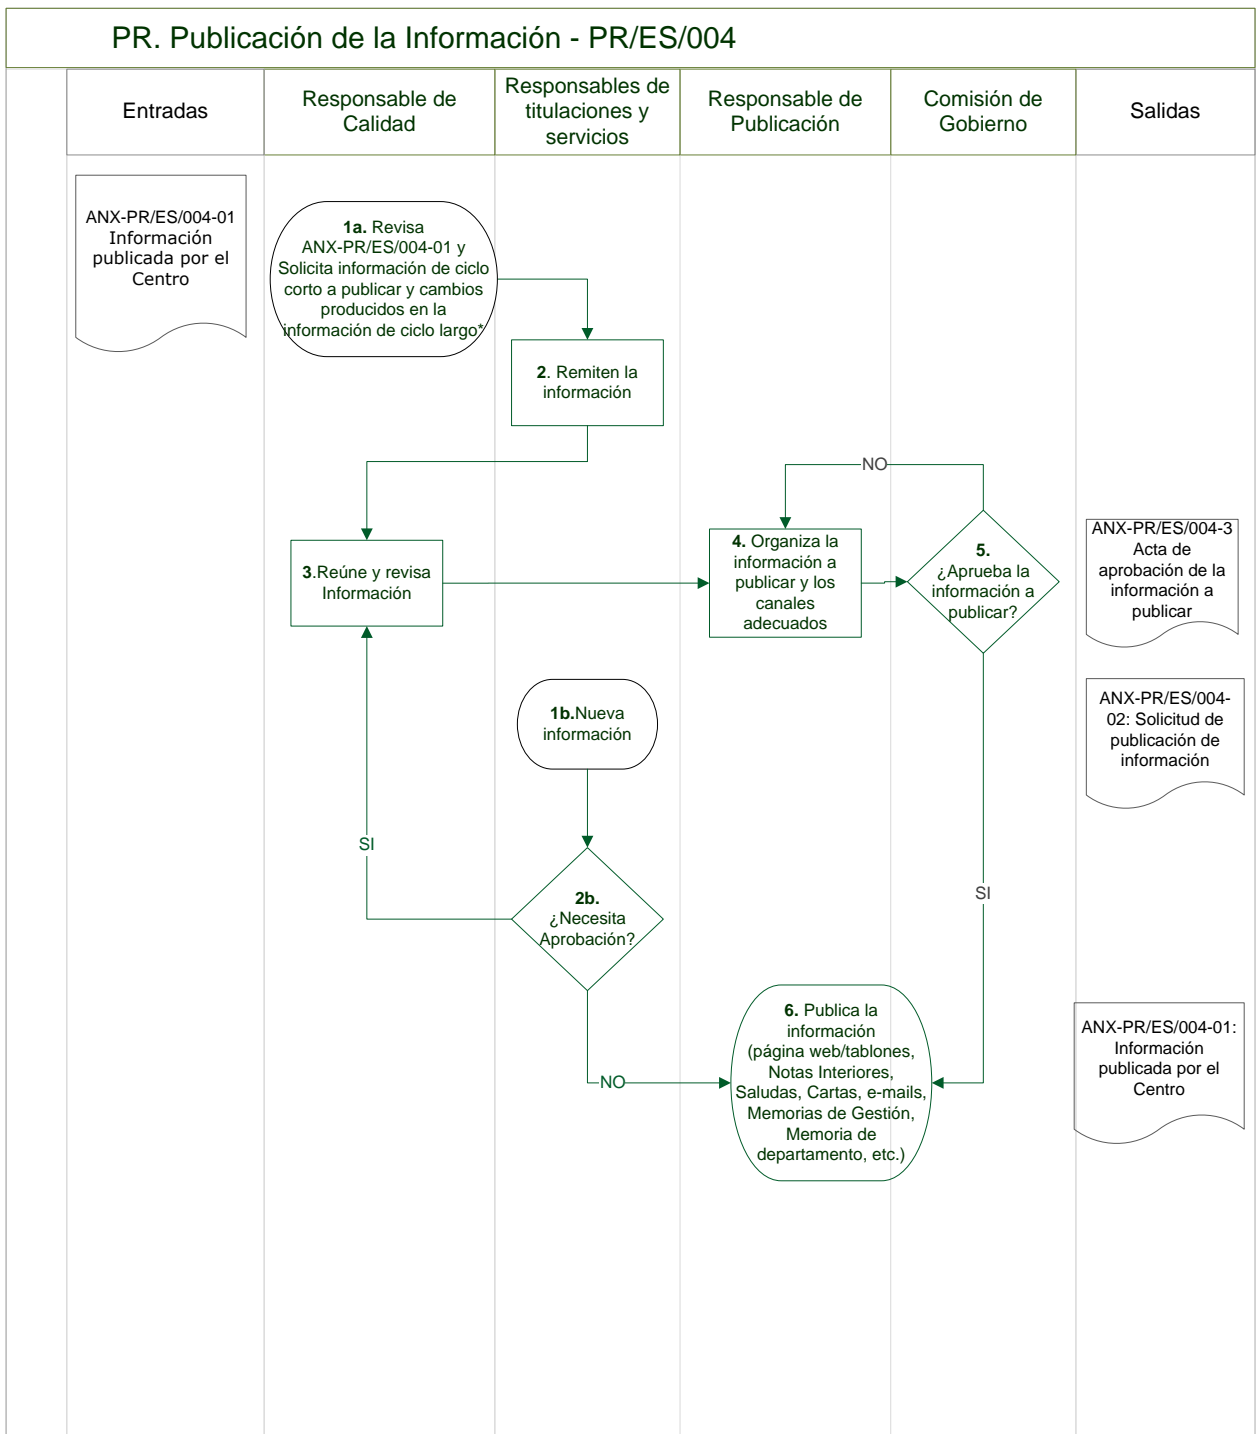 PR. Publicación de la Información - PR/ES/004
Entradas
Responsable de
Calidad
Responsables de
titulaciones y
servicios
Responsable de
Publicación
Comisión de
Gobierno
Salidas
ANX-PR/ES/004-01
Información
publicada por el
Centro
1a. Revisa
ANX-PR/ES/004-01 y
Solicita información de ciclo
corto a publicar y cambios
producidos en la
información de ciclo largo*
2. Remiten la
información
NO
3.Reúne y revisa
Información
4. Organiza la
información a
publicar y los
canales
adecuados
5.
¿Aprueba la
información a
publicar?
ANX-PR/ES/004-3
Acta de
aprobación de la
información a
publicar
1b.Nueva
información
ANX-PR/ES/004-
02: Solicitud de
publicación de
información
SI
2b.
¿Necesita
Aprobación?
SI
NO
6. Publica la
información
(página web/tablones,
Notas Interiores,
Saludas, Cartas, e-mails,
Memorias de Gestión,
Memoria de
departamento, etc.)
ANX-PR/ES/004-01:
Información
publicada por el
Centro